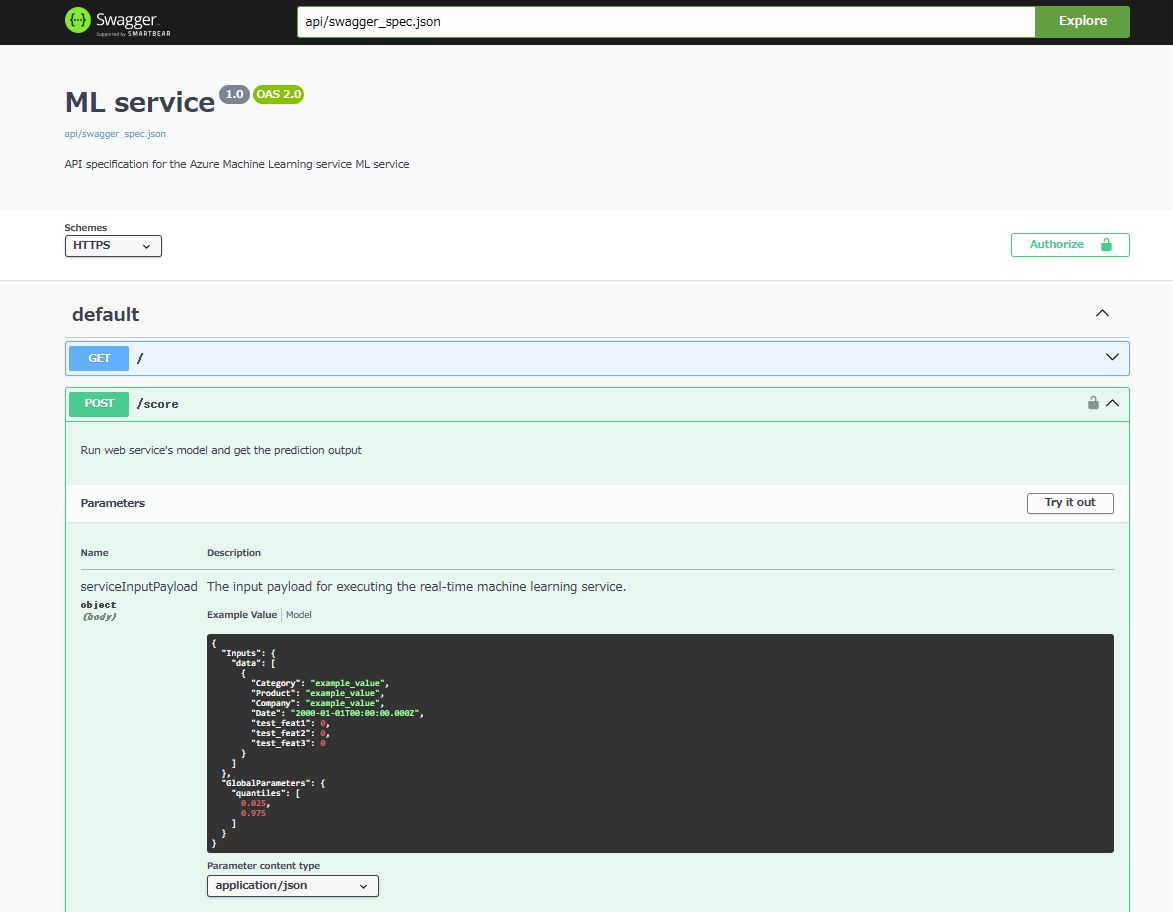 Swagger
Supported by SMARTBEAR
api/swagger_spec.json
Explore
ML service 1.0 OAS 2.0
api/swagger_spec.json
API specification for the Azure Machine Learning service ML service
Schemes
HTTPS
Authorize
default
GET /
POST /score
Run web service's model and get the prediction output
Parameters
Try it out
Name Description
serviceInputPayload The input payload for executing the real-time machine learning service.
object
(body)
Example Value Model
{
  "Inputs": {
    "data": [
      {
        "Category": "example_value",
        "Product": "example_value",
        "Company": "example_value",
        "Date": "2000-01-01T00:00:00.000Z",
        "test_feat1": 0,
        "test_feat2": 0,
        "test_feat3": 0
      }
    ]
  },
  "GlobalParameters": {
    "quantiles": [
      0.025,
      0.975
    ]
  }
}
Parameter content type
application/json